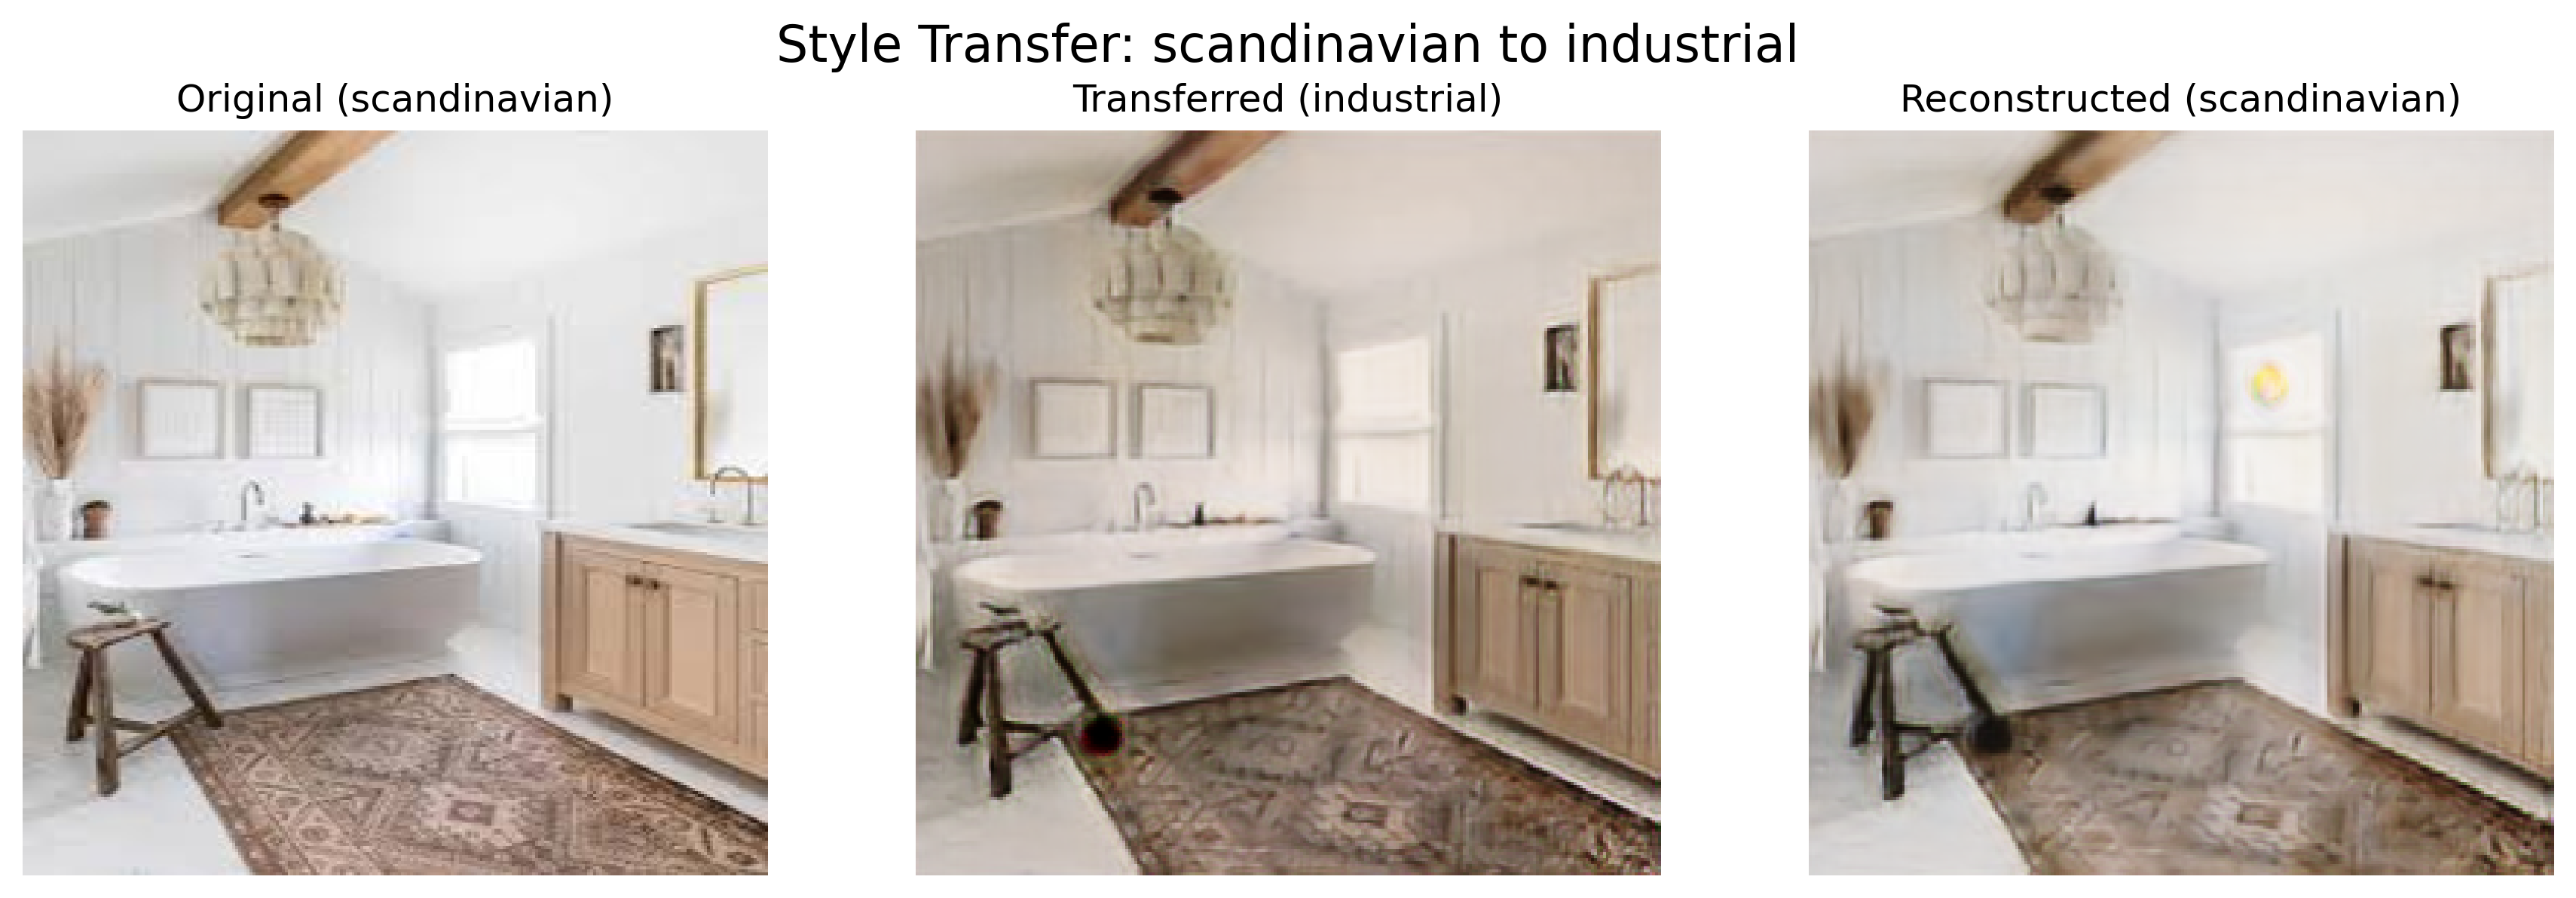 Style Transfer: scandinavian to industrial
Original (scandinavian)
Transferred (industrial)
Reconstructed (scandinavian)